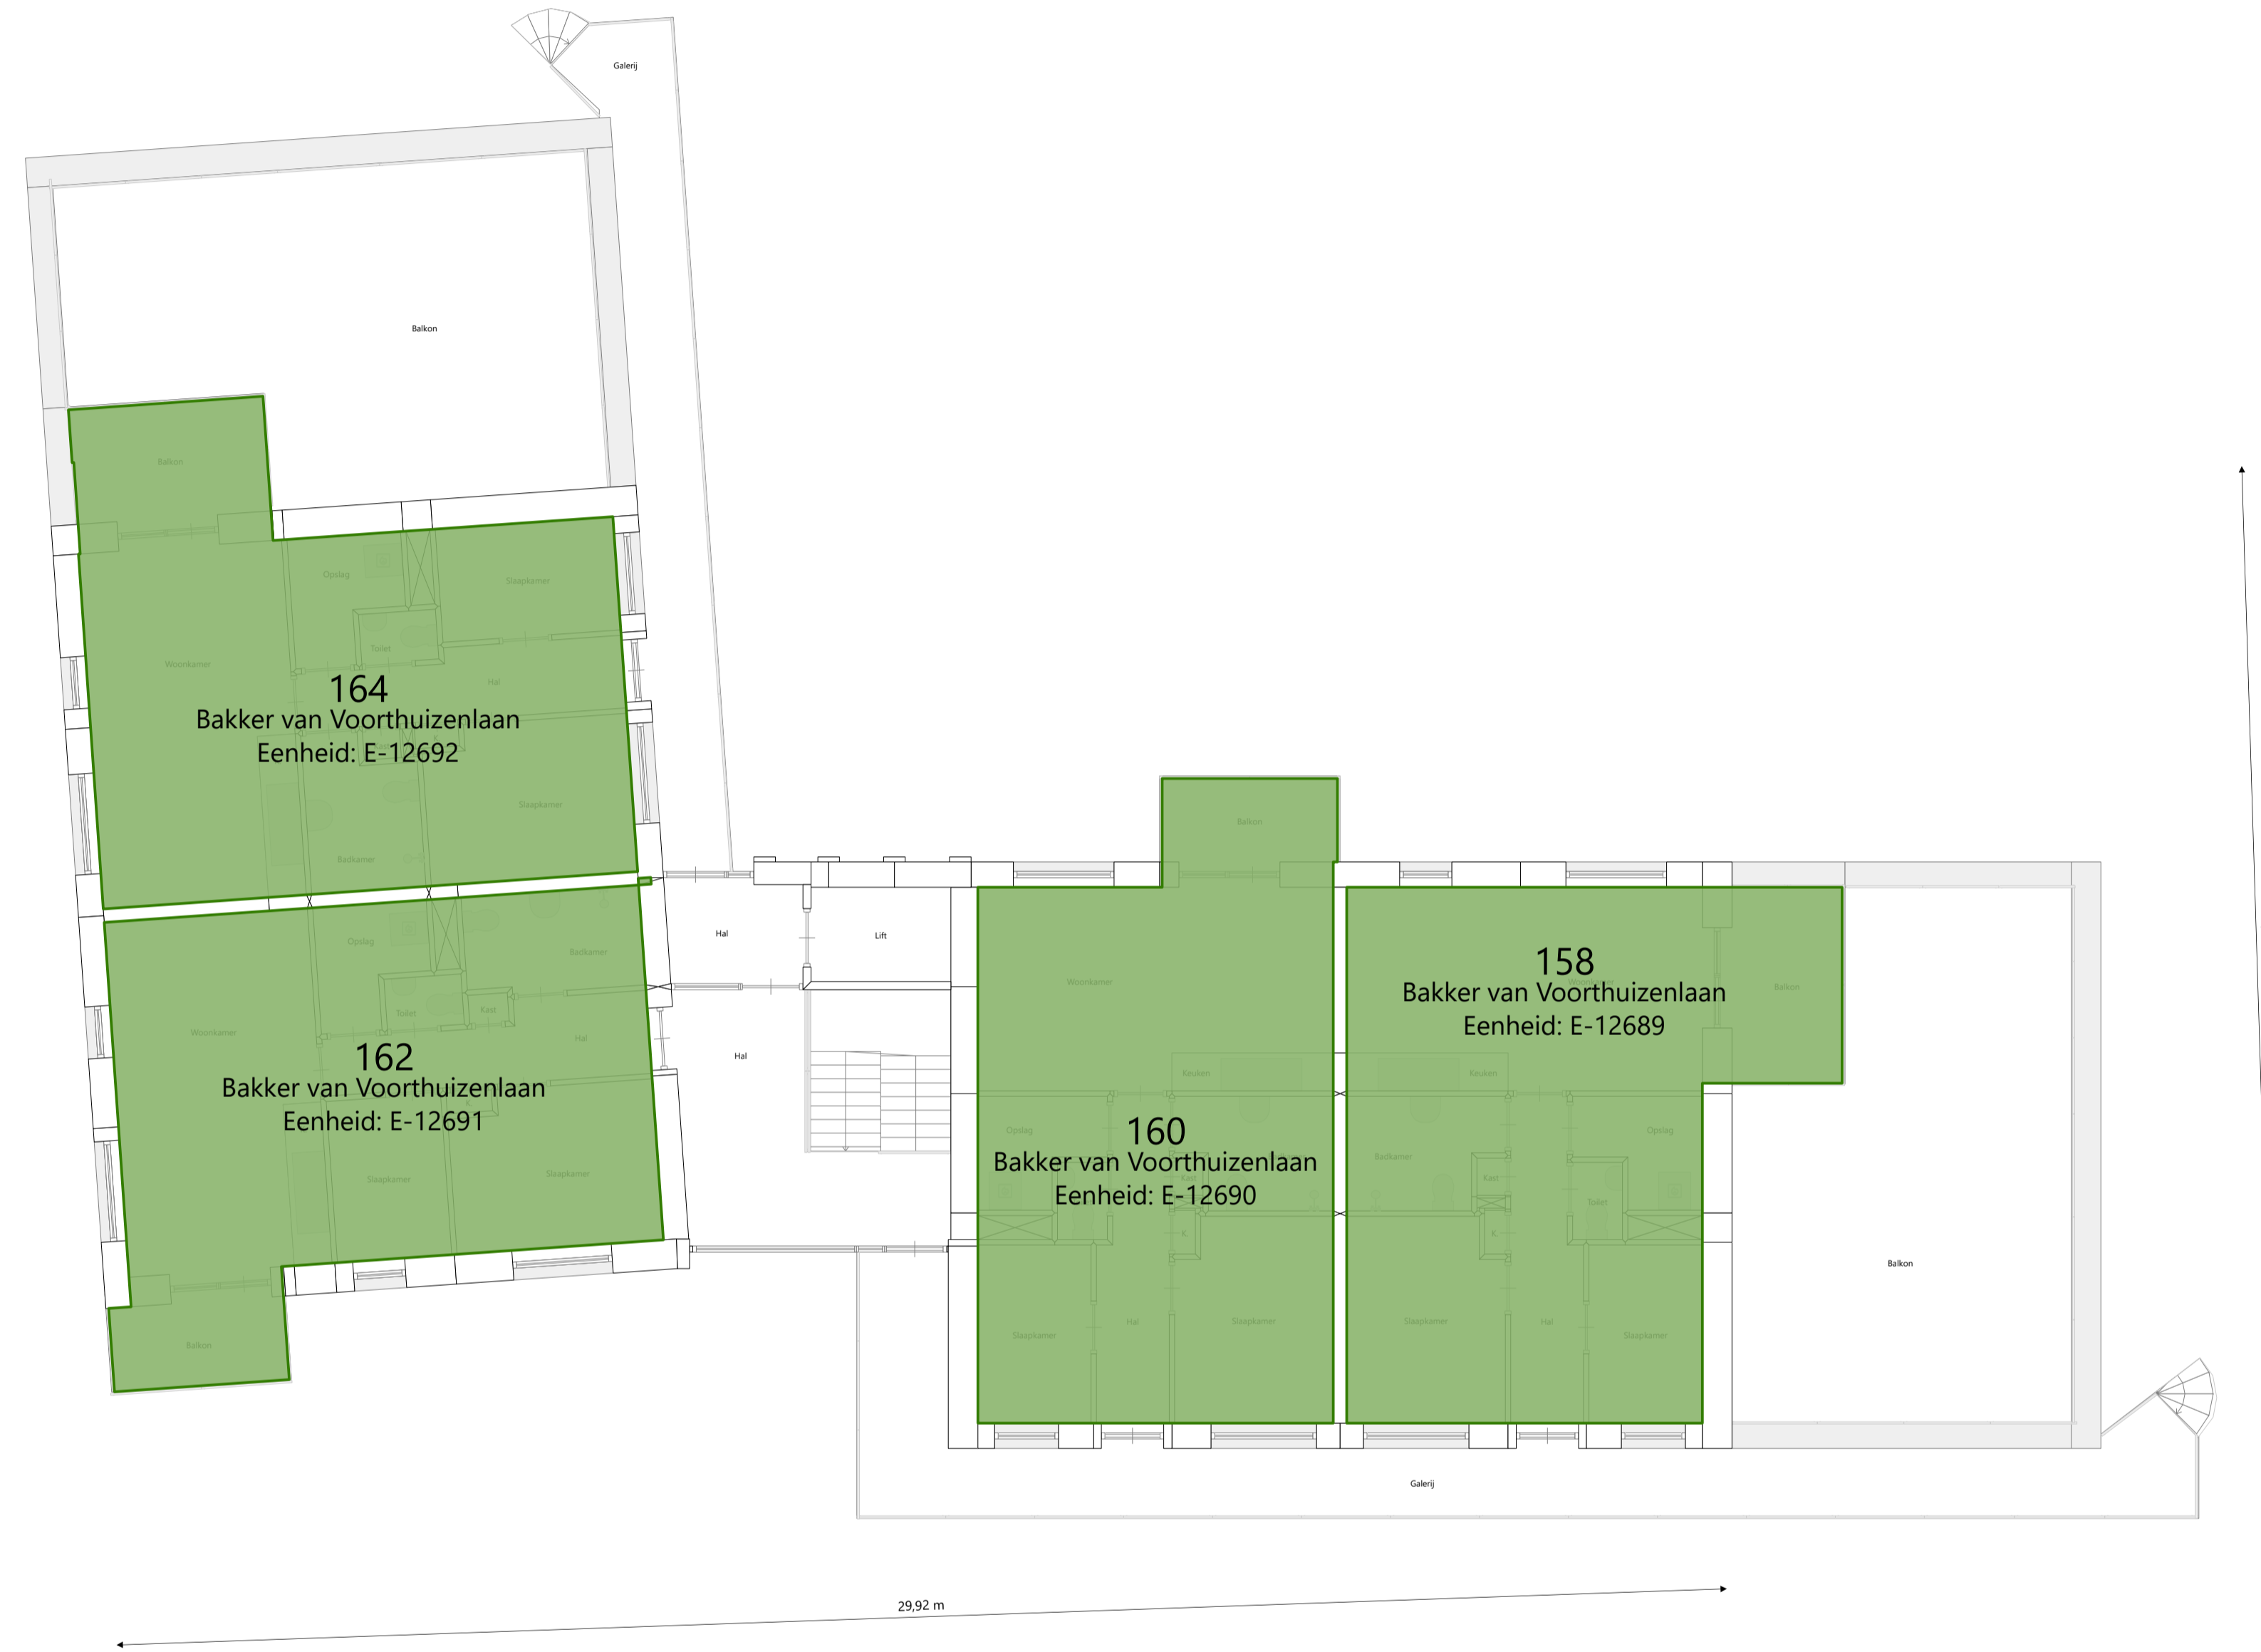 Galerij
Balkon
Balkon
Opslag
Slaapkamer
Toilet
Woonkamer
Hal
164
Bakker van Voorthuizenlaan
Eenheid: E-12692
K.
Slaapkamer
Badkamer
Balkon
Hal
Lift
Opslag
Badkamer
Toilet
Kast
Woonkamer
Hal
Hal
162
Bakker van Voorthuizenlaan
Eenheid: E-12691
K.
Slaapkamer
Slaapkamer
Balkon
Woonkamer
Keuken
Opslag
160
Bakker van Voorthuizenlaan
Eenheid: E-12690
Kast
K.
Slaapkamer
Hal
Slaapkamer
158
Bakker van Voorthuizenlaan
Eenheid: E-12689
Balkon
Keuken
Opslag
Badkamer
Kast
Toilet
K.
Slaapkamer
Hal
Slaapkamer
Balkon
Galerij
29,92 m